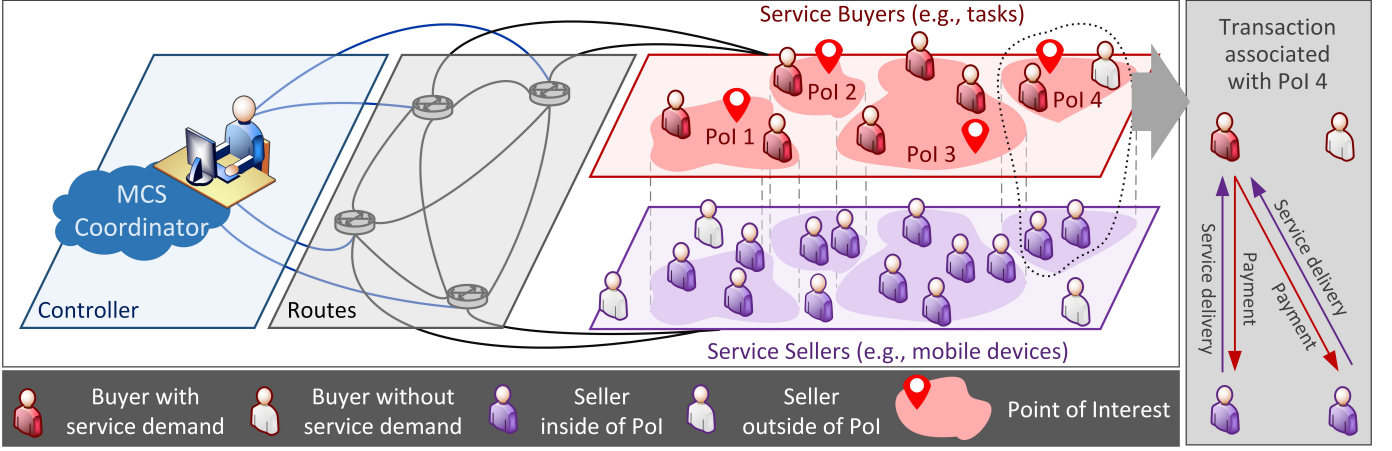 Service Buyers (e.g., tasks)
Transaction
associated
with PoI 4
PoI 2
PoI 4
PoI 1
PoI 3
MCS
Coordinator
Controller
Routes
Service Sellers (e.g., mobile devices)
Service delivery
Payment
Payment
Service delivery
Buyer with
service demand
Buyer without
service demand
Seller
inside of PoI
Seller
outside of PoI
Point of Interest